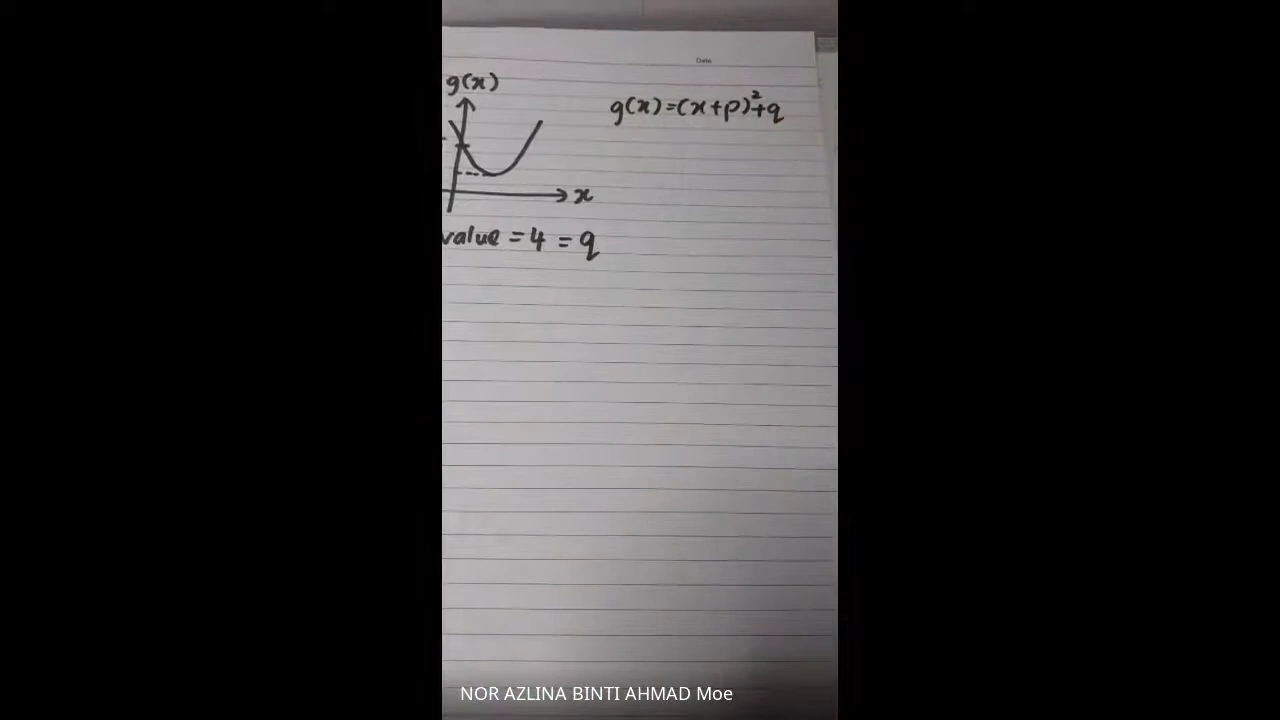 Date
g(x)
g(x)=(x+p)²+q
x
value = 4 = q
NOR AZLINA BINTI AHMAD Moe